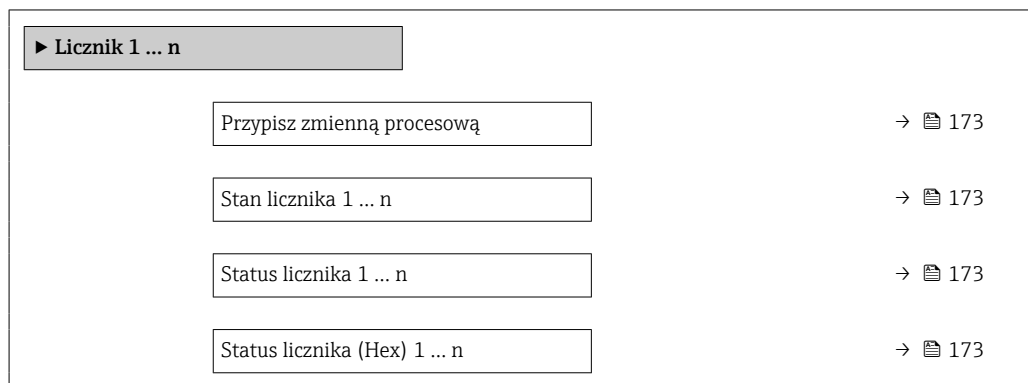 ▶ Licznik 1 … n
Przypisz zmienną procesową → 173
Stan licznika 1 … n → 173
Status licznika 1 … n → 173
Status licznika (Hex) 1 … n → 173